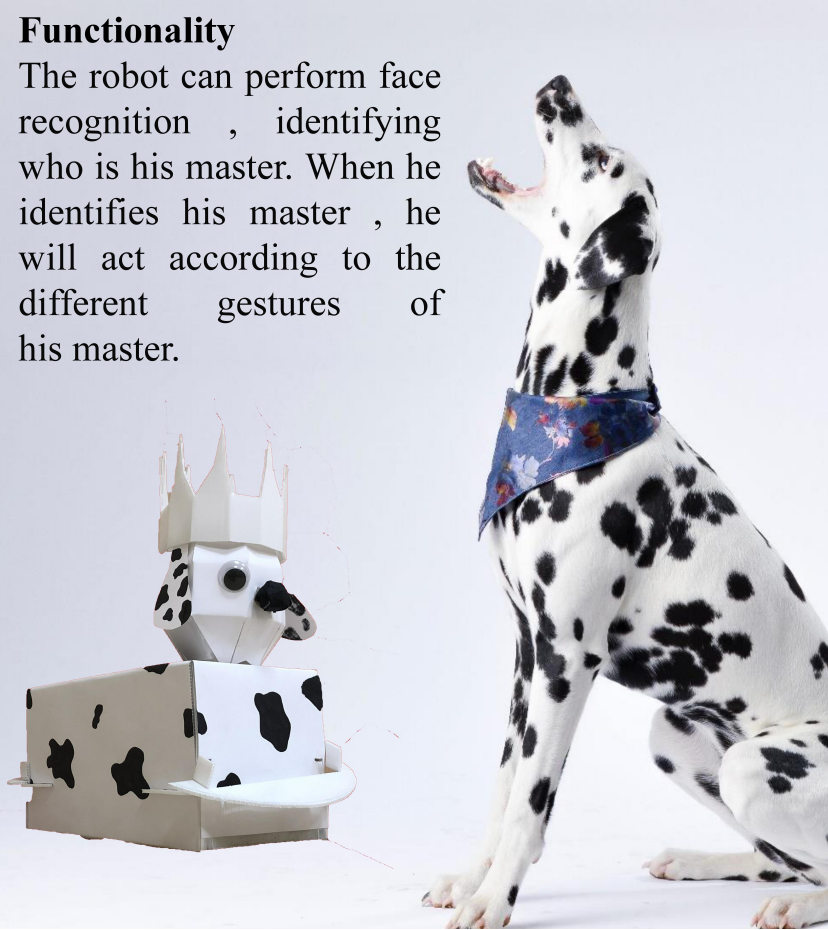 Functionality
The robot can perform face
recognition , identifying
who is his master. When he
identifies his master , he
will act according to the
different gestures of
his master.